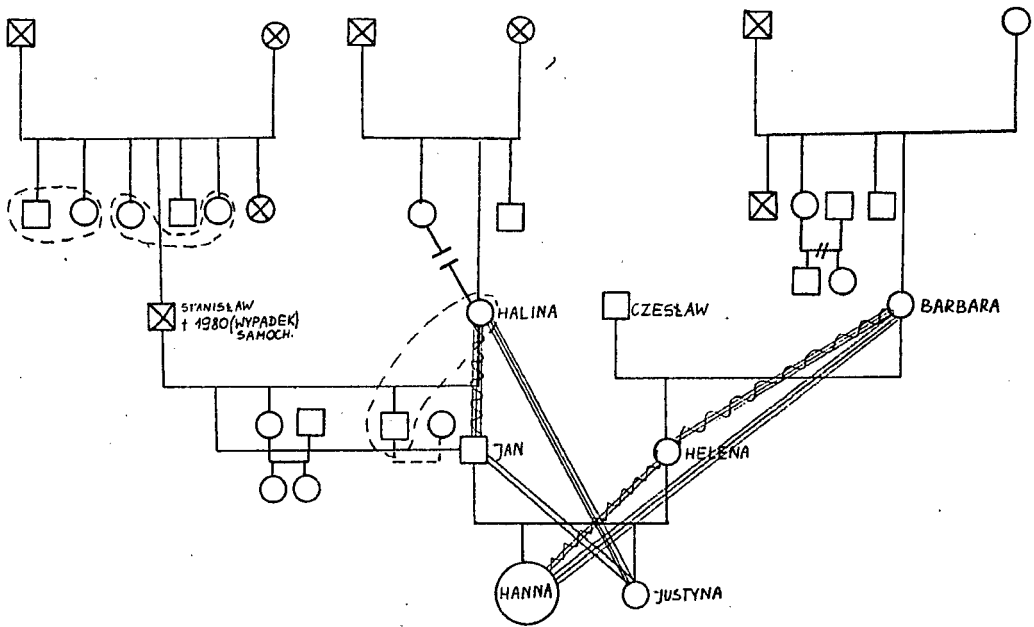 STANISŁAW
† 1980 (WYPADEK)
SAMOCH.
HALINA
CZESŁAW
BARBARA
JAN
HELENA
HANNA
JUSTYNA